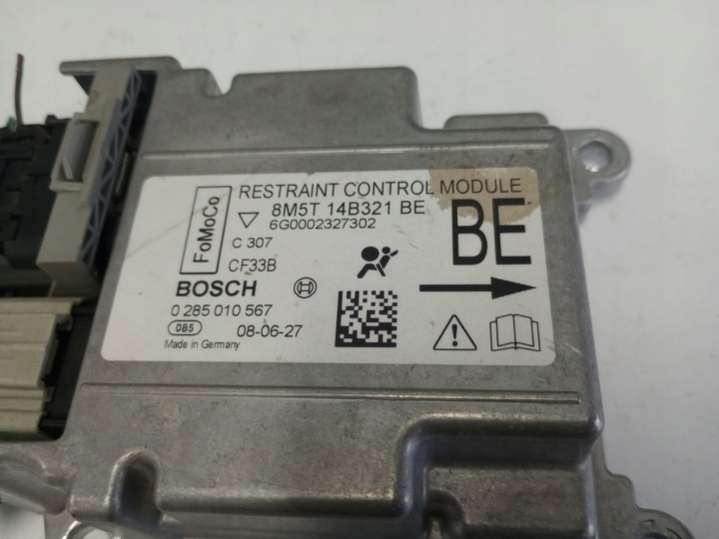 RESTRAINT CONTROL MODULE
FoMoCo
8M5T 14B321 BE
6G0002327302
BE
C 307
CF33B
BOSCH
0 285 010 567
085
08-06-27
Made in Germany